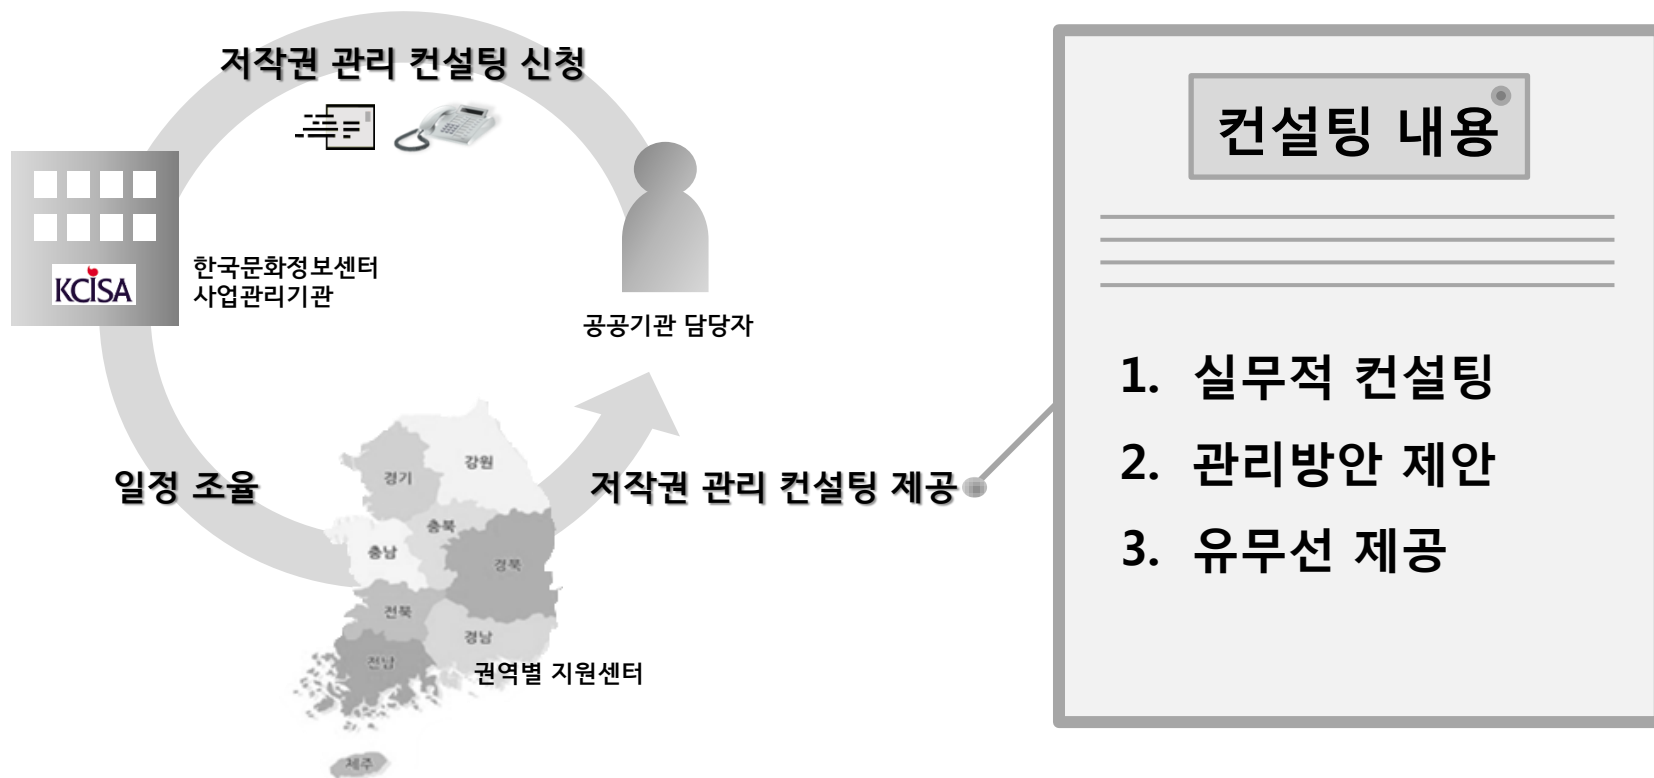 저작권 관리 컨설팅 신청
KCISA
한국문화정보센터
사업관리기관
공공기관 담당자
일정 조율
경기
강원
충북
충남
경북
전북
경남
전남
제주
권역별 지원센터
저작권 관리 컨설팅 제공
컨설팅 내용
1. 실무적 컨설팅
2. 관리방안 제안
3. 유무선 제공